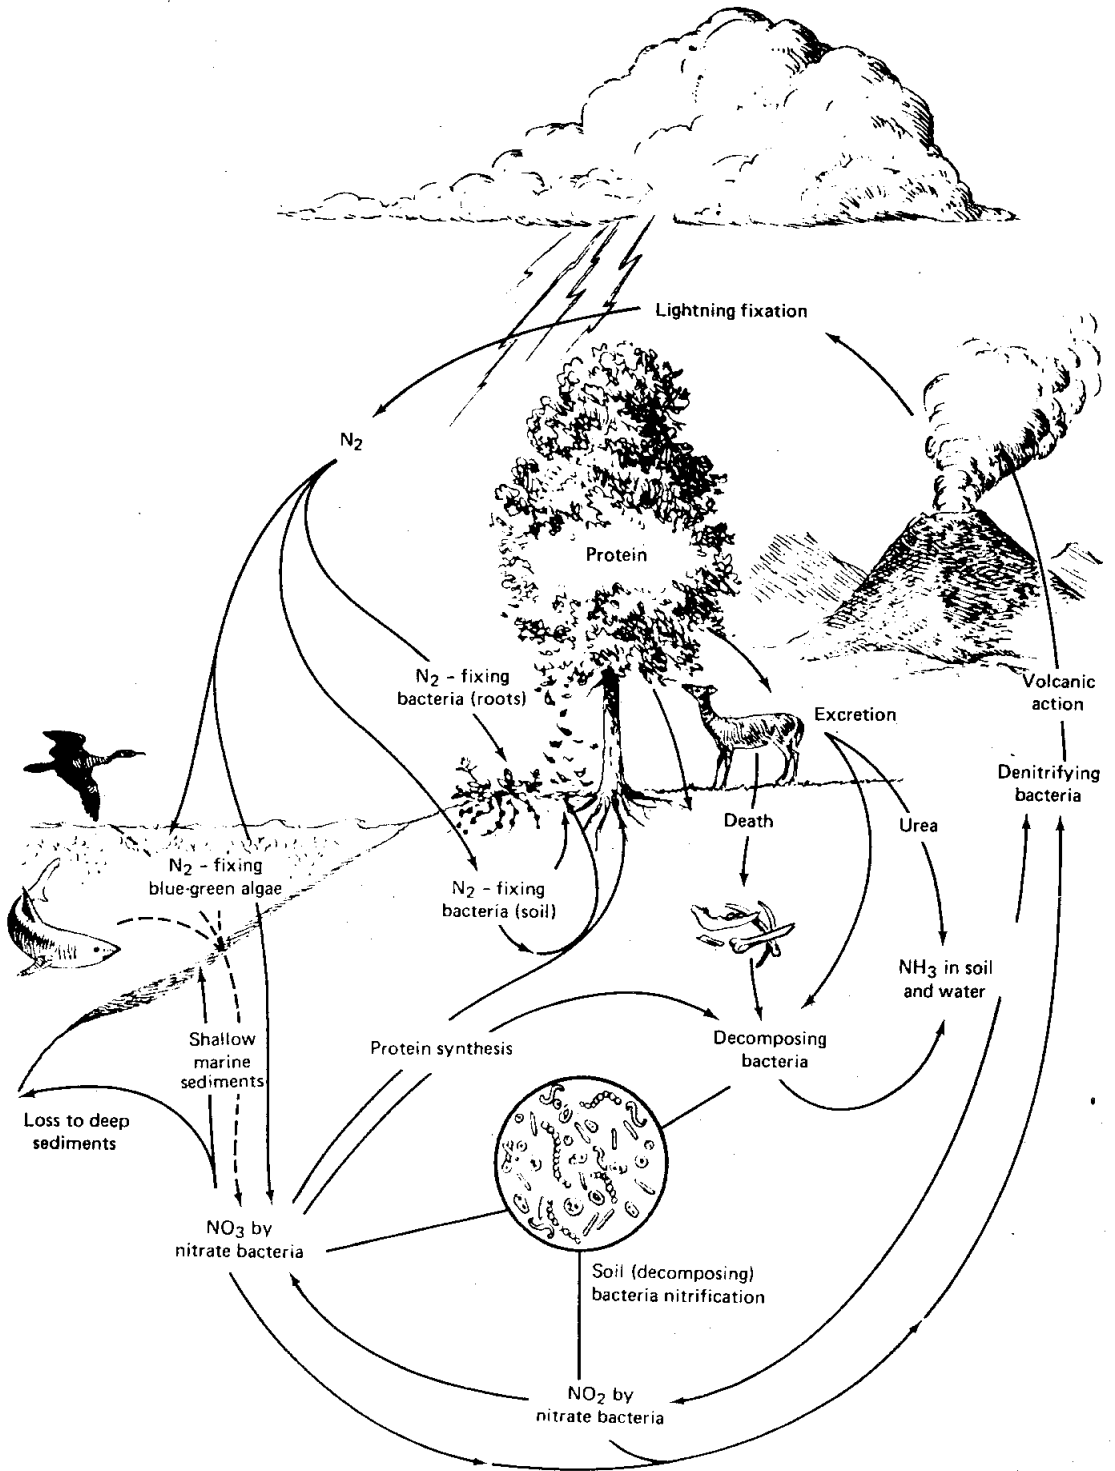 Lightning fixation
N2
Protein
N2 - fixing
bacteria (roots)
Volcanic
action
Excretion
Denitrifying
bacteria
Death
Urea
N2 - fixing
blue-green algae
N2 - fixing
bacteria (soil)
NH3 in soil
and water
Shallow
marine
sediments
Protein synthesis
Decomposing
bacteria
Loss to deep
sediments
NO3 by
nitrate bacteria
Soil (decomposing)
bacteria nitrification
NO2 by
nitrate bacteria